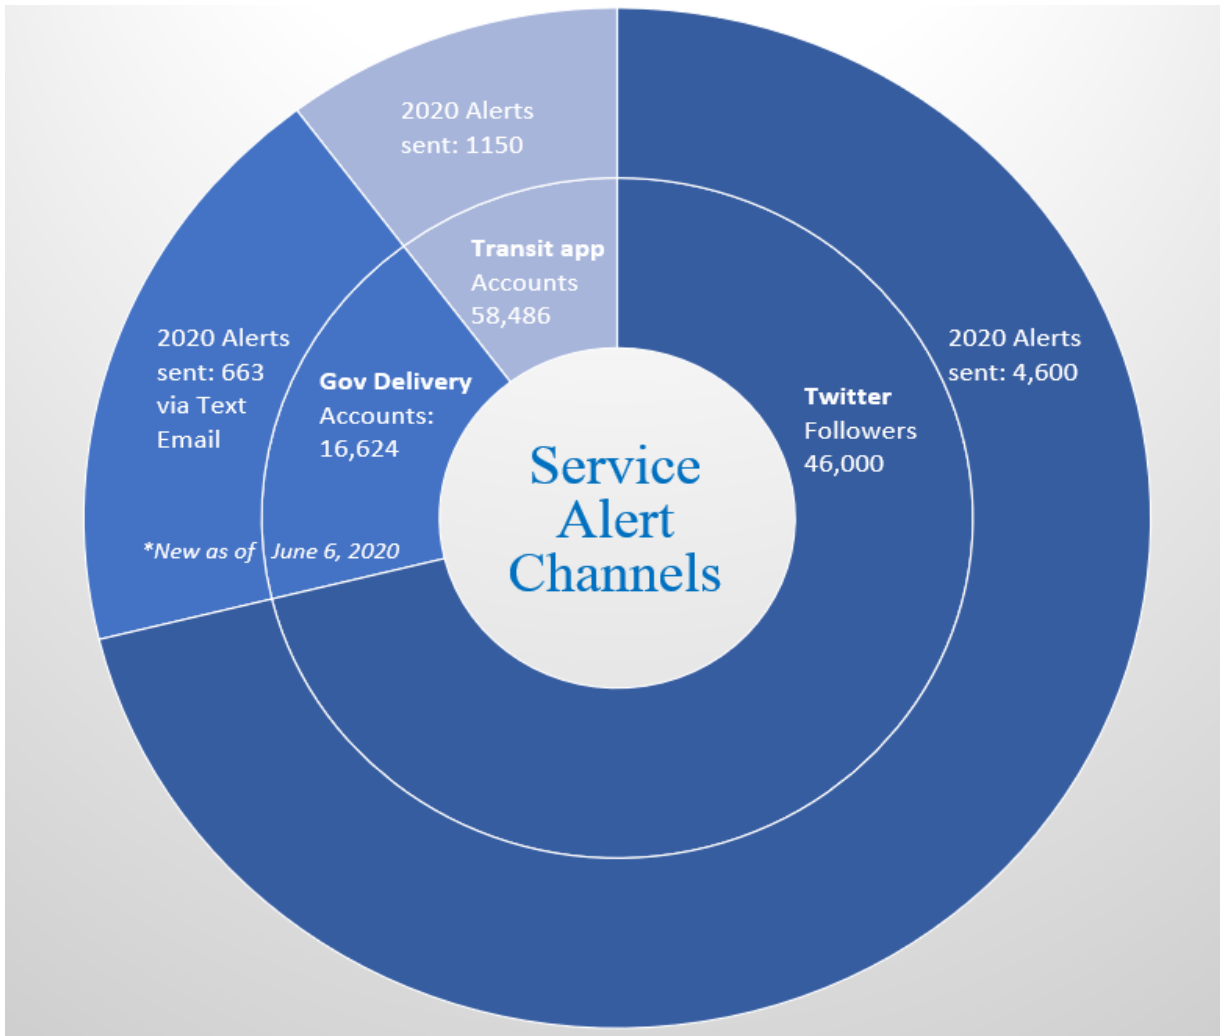 2020 Alerts
sent: 1150
Transit app
Accounts
58,486
2020 Alerts
sent: 663
via Text
Email
Gov Delivery
Accounts:
16,624
*New as of June 6, 2020
Service
Alert
Channels
Twitter
Followers
46,000
2020 Alerts
sent: 4,600